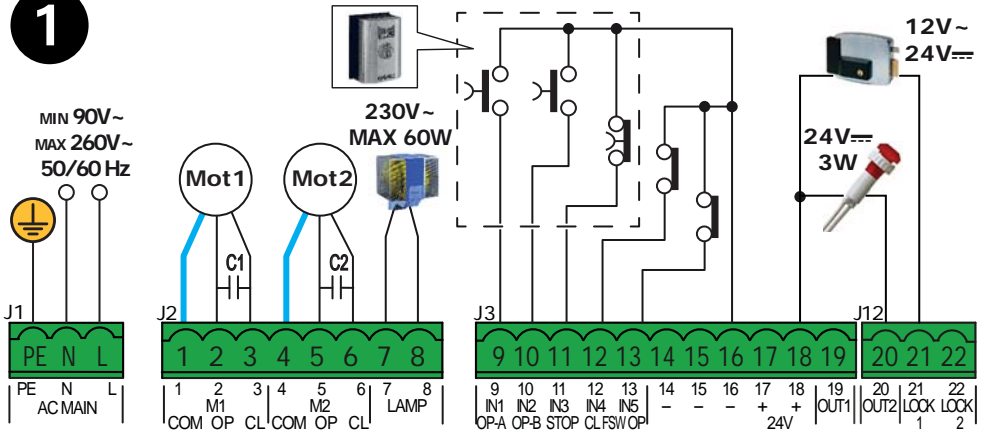 1
MIN 90V~
MAX 260V~
50/60 Hz
Mot1
Mot2
C1
C2
230V~
MAX 60W
12V~
24V⎓
24V⎓
3W
J1
PE N L
PE N L
AC MAIN
J2
1 2 3 4 5 6 7 8
1 2 3 4 5 6 7 8
M1 M2 LAMP
COM OP CL COM OP CL
J3
9 10 11 12 13 14 15 16 17 18 19
9 10 11 12 13 14 15 16 17 18 19
IN1 IN2 IN3 IN4 IN5 – – – + + OUT1
OP-A OP-B STOP CL FSW OP 24V
J12
20 21 22
20 21 22
OUT2 LOCK LOCK
1 2